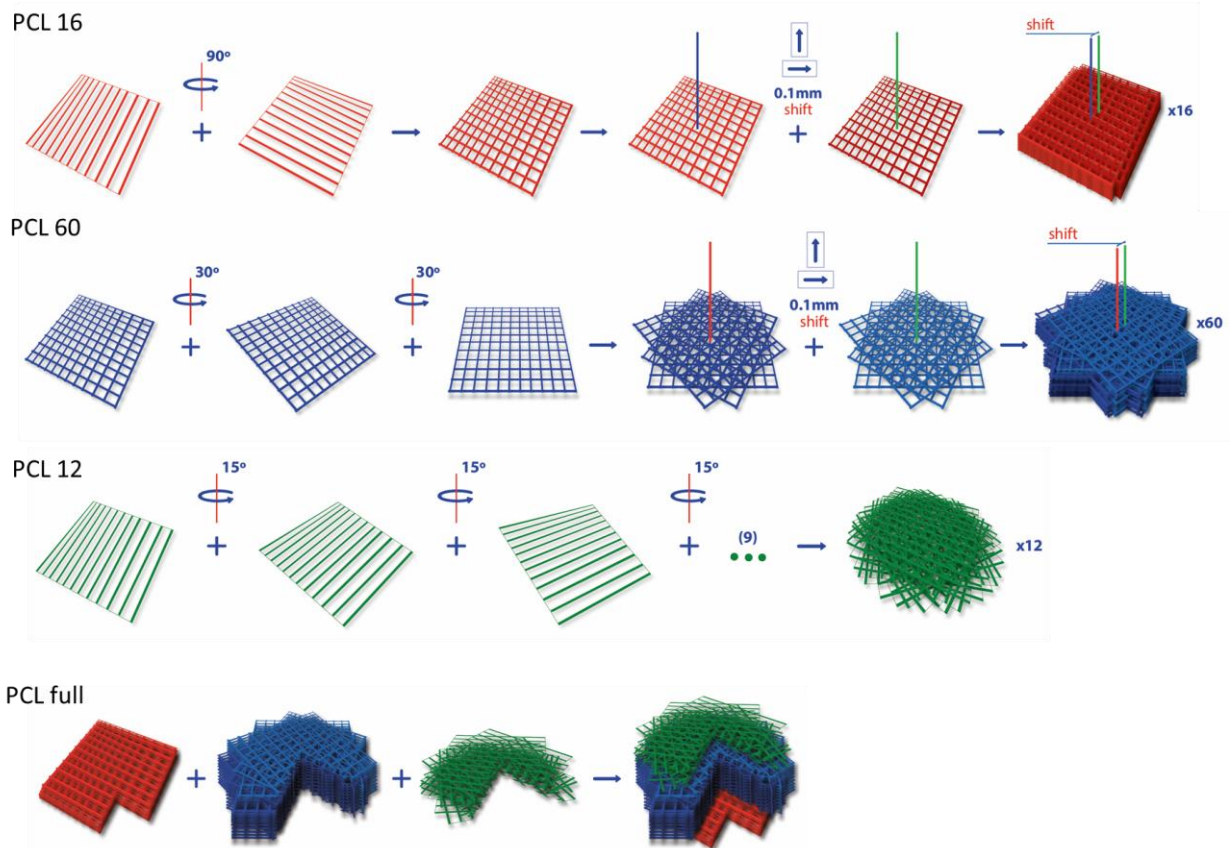 PCL 16
90º
+
0.1mm
shift
+
shift
x16
PCL 60
30º
+
30º
+
0.1mm
shift
+
shift
x60
PCL 12
15º
+
15º
+
15º
+
(9)
x12
PCL full
+
+